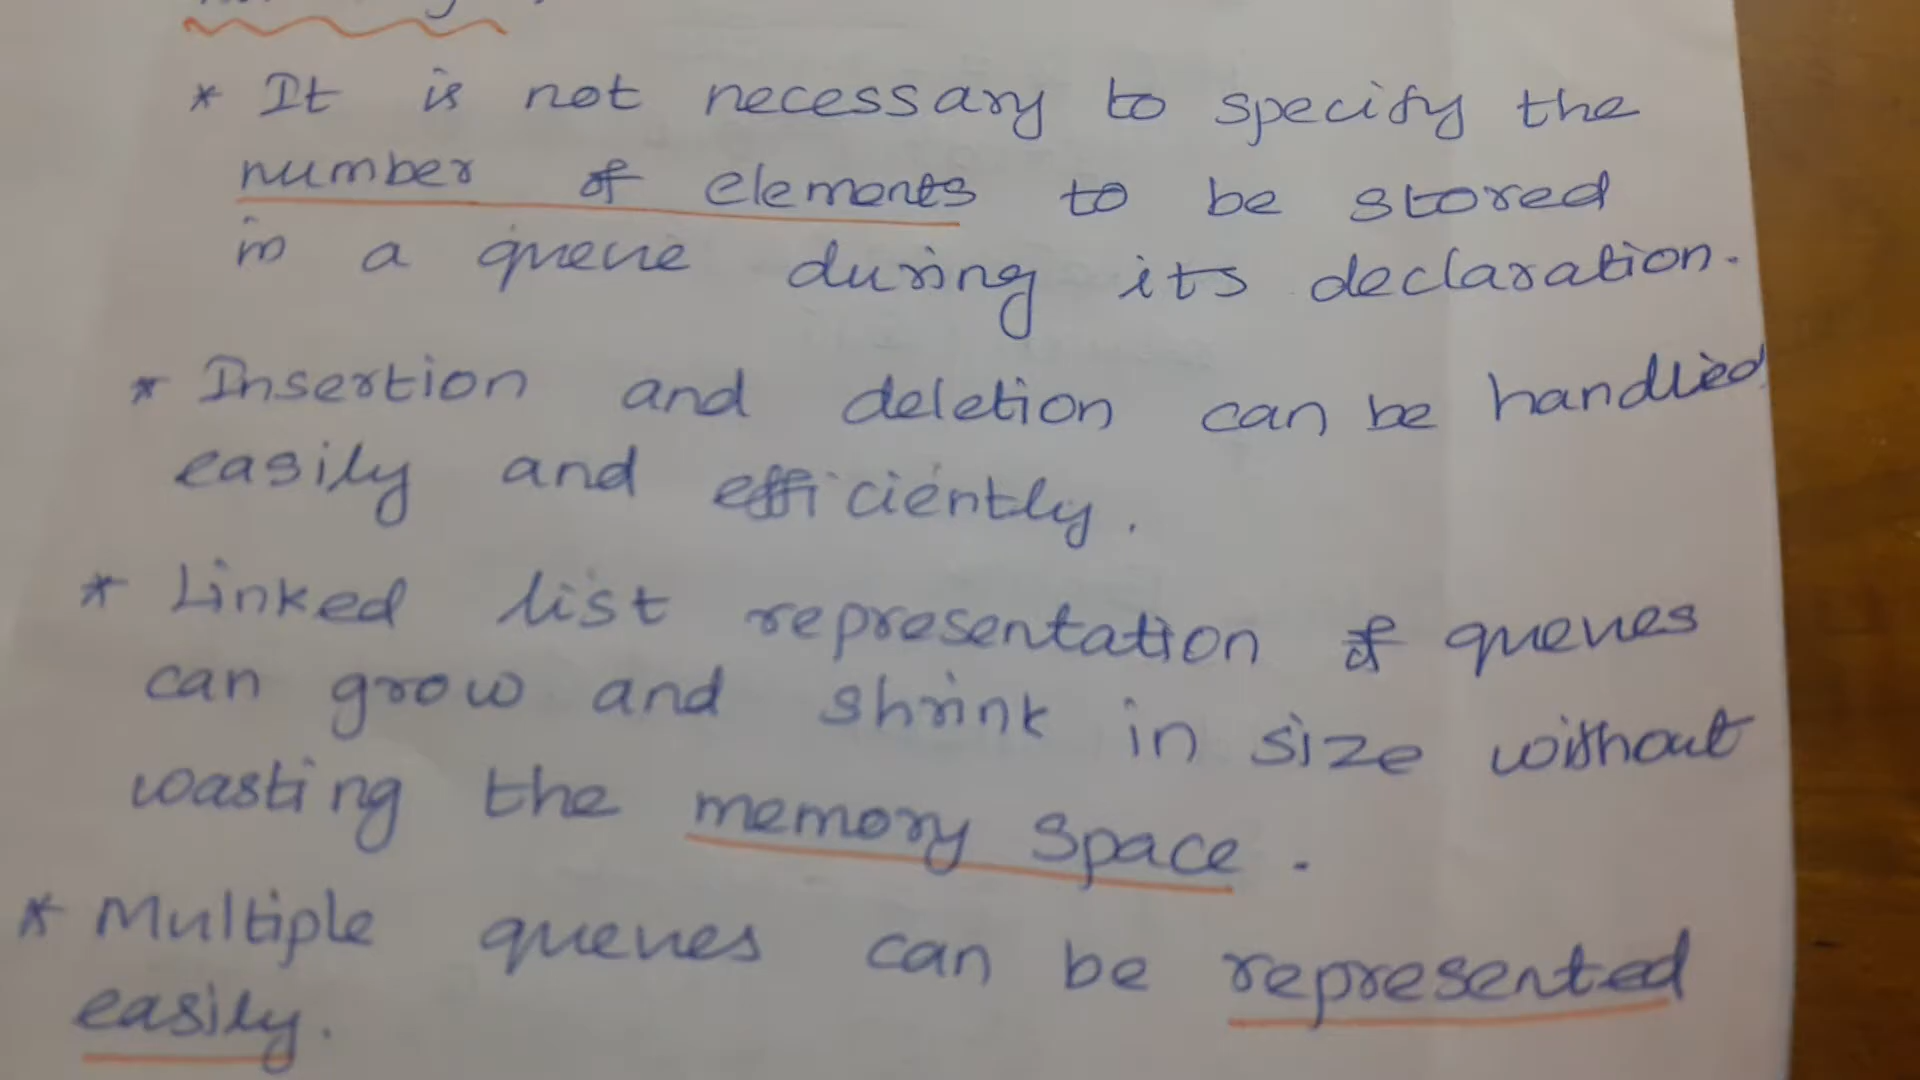 * It is not necessary to specify the
number of elements to be stored
in a queue during its declaration.
* Insertion and deletion can be handled
easily and efficiently.
* Linked list representation of queues
can grow and shrink in size without
wasting the memory space.
* Multiple queues can be represented
easily.